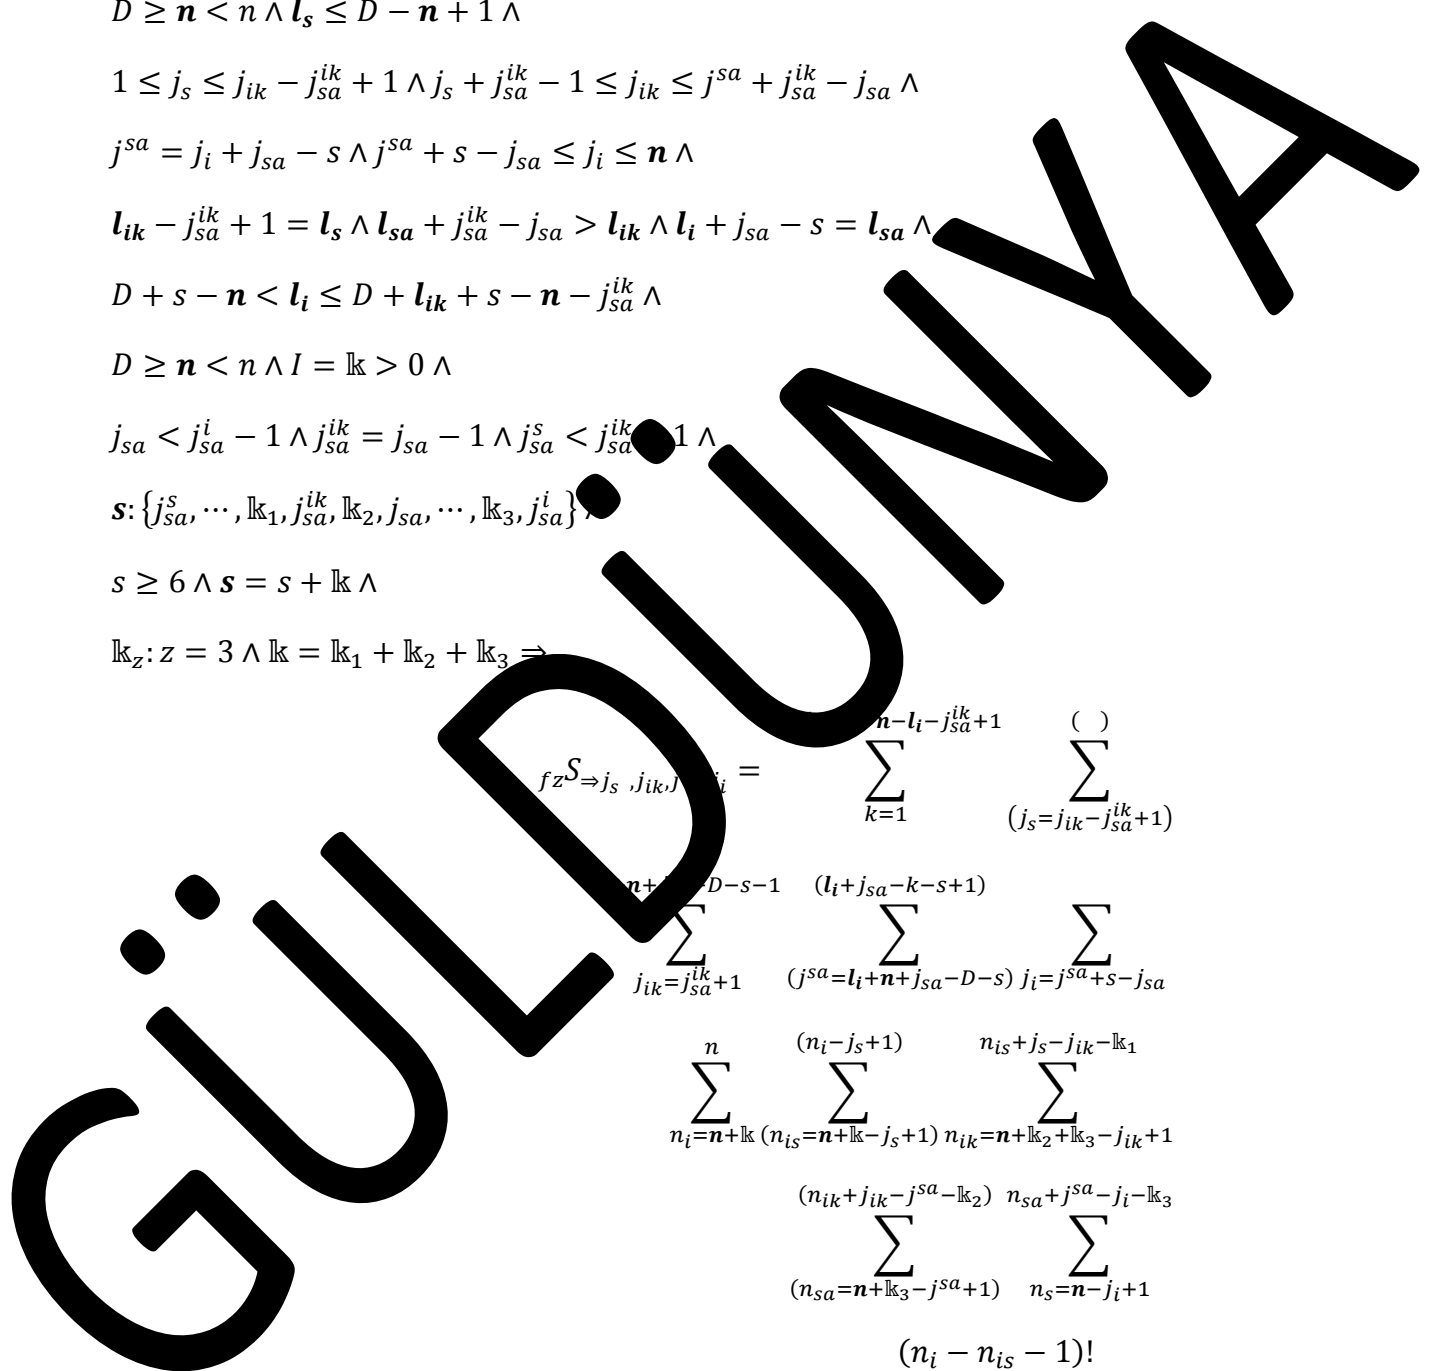 D ≥ n < n ∧ l_s ≤ D − n + 1 ∧
1 ≤ j_s ≤ j_{ik} − j_{sa}^{ik} + 1 ∧ j_s + j_{sa}^{ik} − 1 ≤ j_{ik} ≤ j^{sa} + j_{sa}^{ik} − j_{sa} ∧
j^{sa} = j_i + j_{sa} − s ∧ j^{sa} + s − j_{sa} ≤ j_i ≤ n ∧
l_{ik} − j_{sa}^{ik} + 1 = l_s ∧ l_{sa} + j_{sa}^{ik} − j_{sa} > l_{ik} ∧ l_i + j_{sa} − s = l_{sa} ∧
D + s − n < l_i ≤ D + l_{ik} + s − n − j_{sa}^{ik} ∧
D ≥ n < n ∧ I = 𝕜 > 0 ∧
j_{sa} < j_{sa}^i − 1 ∧ j_{sa}^{ik} = j_{sa} − 1 ∧ j_{sa}^s < j_{sa}^{ik} 1 ∧
s: {j_{sa}^s, ⋯, 𝕜_1, j_{sa}^{ik}, 𝕜_2, j_{sa}, ⋯, 𝕜_3, j_{sa}^i} ∧
s ≥ 6 ∧ s = s + 𝕜 ∧
𝕜_z: z = 3 ∧ 𝕜 = 𝕜_1 + 𝕜_2 + 𝕜_3 ⇒
_{fz}S_{⇒j_s ,j_{ik},j i} = ∑_{k=1}^{n−l_i−j_{sa}^{ik}+1} ∑_{(j_s=j_{ik}−j_{sa}^{ik}+1)}^{( )}
∑_{j_{ik}=j_{sa}^{ik}+1}^{n+ −D−s−1} ∑_{(j^{sa}=l_i+n+j_{sa}−D−s)}^{(l_i+j_{sa}−k−s+1)} ∑_{j_i=j^{sa}+s−j_{sa}}
∑_{n_i=n+𝕜}^{n} ∑_{(n_{is}=n+𝕜−j_s+1)}^{(n_i−j_s+1)} ∑_{n_{ik}=n+𝕜_2+𝕜_3−j_{ik}+1}^{n_{is}+j_s−j_{ik}−𝕜_1}
∑_{(n_{sa}=n+𝕜_3−j^{sa}+1)}^{(n_{ik}+j_{ik}−j^{sa}−𝕜_2)} ∑_{n_s=n−j_i+1}^{n_{sa}+j^{sa}−j_i−𝕜_3}
(n_i − n_{is} − 1)!
GÜLDÜNYA